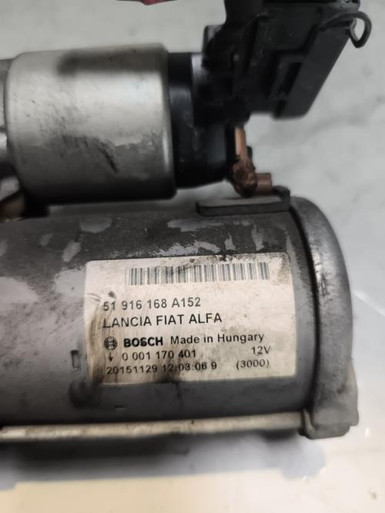 51 916 168 A152
LANCIA FIAT ALFA
BOSCH Made in Hungary
0 001 170 401 12V
20151129 12:03:06 9 (3000)